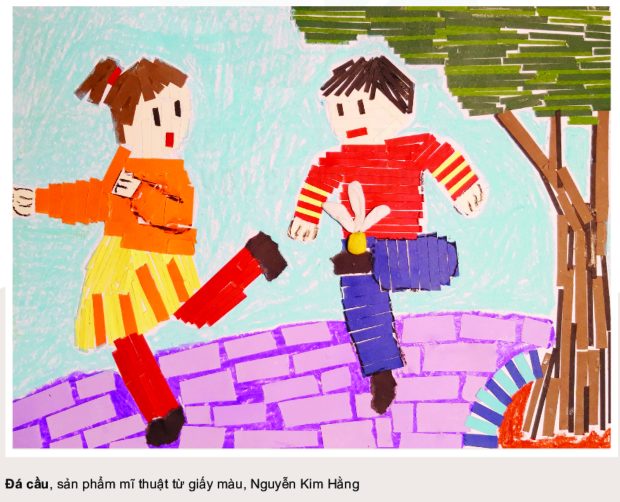 Đá cầu, sản phẩm mĩ thuật từ giấy màu, Nguyễn Kim Hằng